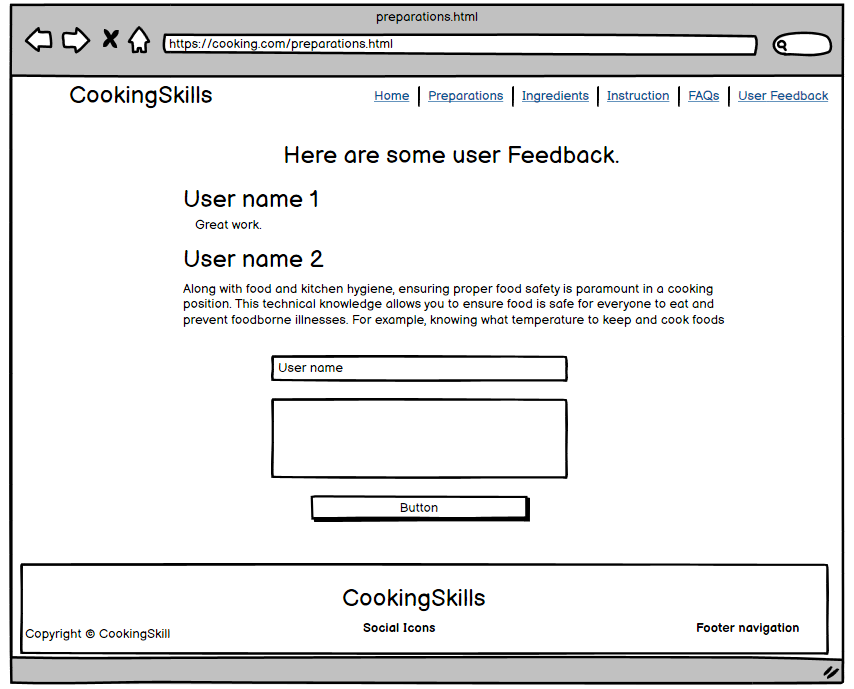 preparations.html
https://cooking.com/preparations.html
CookingSkills
Home | Preparations | Ingredients | Instruction | FAQs | User Feedback
Here are some user Feedback.
User name 1
Great work.
User name 2
Along with food and kitchen hygiene, ensuring proper food safety is paramount in a cooking
position. This technical knowledge allows you to ensure food is safe for everyone to eat and
prevent foodborne illnesses. For example, knowing what temperature to keep and cook foods
User name
Button
CookingSkills
Copyright © CookingSkill
Social Icons
Footer navigation